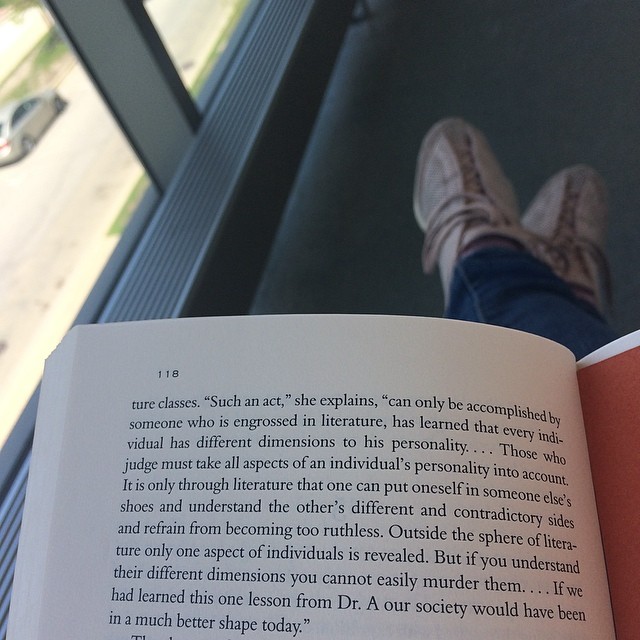 118
ture classes. “Such an act,” she explains, “can only be accomplished by
someone who is engrossed in literature, has learned that every indi-
vidual has different dimensions to his personality. . . . Those who
judge must take all aspects of an individual’s personality into account.
It is only through literature that one can put oneself in someone else’s
shoes and understand the other’s different and contradictory sides
and refrain from becoming too ruthless. Outside the sphere of litera-
ture only one aspect of individuals is revealed. But if you understand
their different dimensions you cannot easily murder them. . . . If we
had learned this one lesson from Dr. A our society would have been
in a much better shape today.”